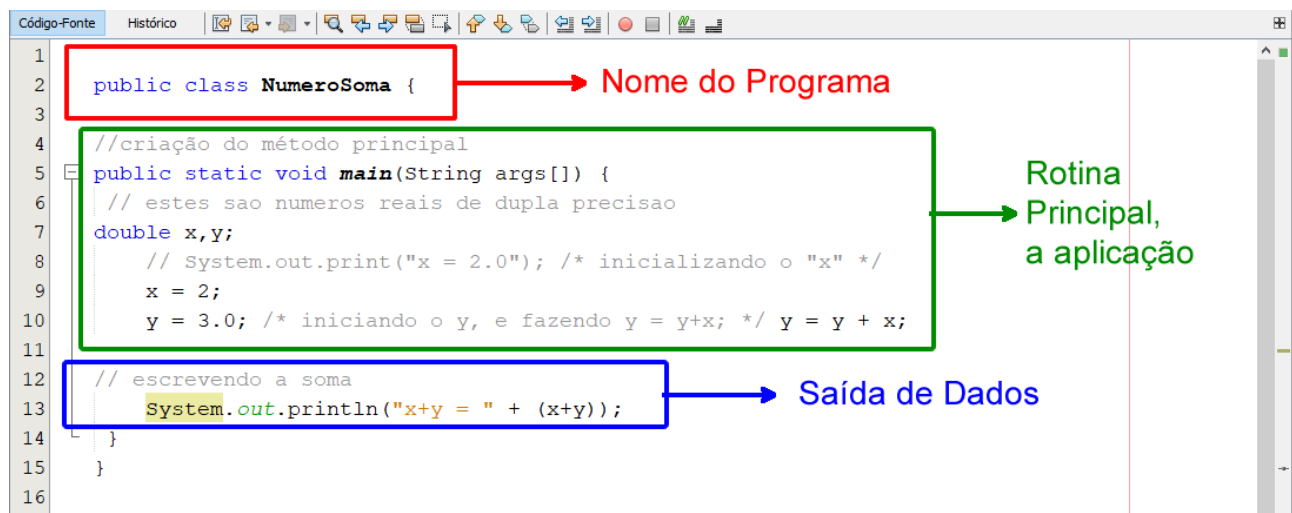 Código-Fonte Histórico
1
2 public class NumeroSoma {
Nome do Programa
3
4 //criação do método principal
5 public static void main(String args[]) {
6 // estes sao numeros reais de dupla precisao
7 double x,y;
8 // System.out.print("x = 2.0"); /* inicializando o "x" */
9 x = 2;
10 y = 3.0; /* iniciando o y, e fazendo y = y+x; */ y = y + x;
Rotina
Principal,
a aplicação
11
12 // escrevendo a soma
13 System.out.println("x+y = " + (x+y));
Saída de Dados
14 }
15 }
16